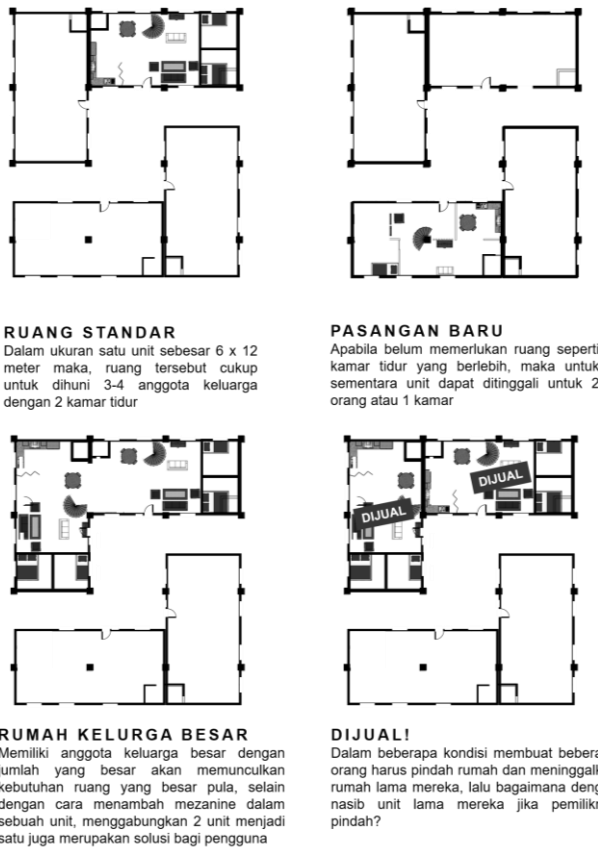 RUANG STANDAR
Dalam ukuran satu unit sebesar 6 x 12
meter maka, ruang tersebut cukup
untuk dihuni 3-4 anggota keluarga
dengan 2 kamar tidur
PASANGAN BARU
Apabila belum memerlukan ruang seperti
kamar tidur yang berlebih, maka untuk
sementara unit dapat ditinggali untuk 2
orang atau 1 kamar
DIJUAL
DIJUAL
RUMAH KELURGA BESAR
Memiliki anggota keluarga besar dengan
jumlah yang besar akan memunculkan
kebutuhan ruang yang besar pula, selain
dengan cara menambah mezanine dalam
sebuah unit, menggabungkan 2 unit menjadi
satu juga merupakan solusi bagi pengguna
DIJUAL!
Dalam beberapa kondisi membuat
orang harus pindah rumah dan
rumah lama mereka, lalu bagaimana
nasib unit lama mereka jika
pindah?